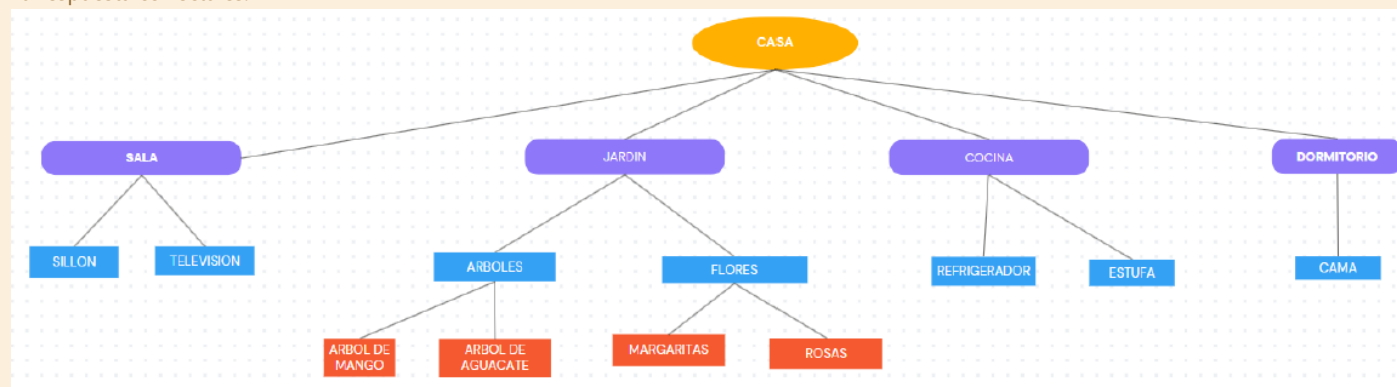 CASA
SALA
JARDIN
COCINA
DORMITORIO
SILLON
TELEVISION
ARBOLES
FLORES
REFRIGERADOR
ESTUFA
CAMA
ARBOL DE
MANGO
ARBOL DE
AGUACATE
MARGARITAS
ROSAS